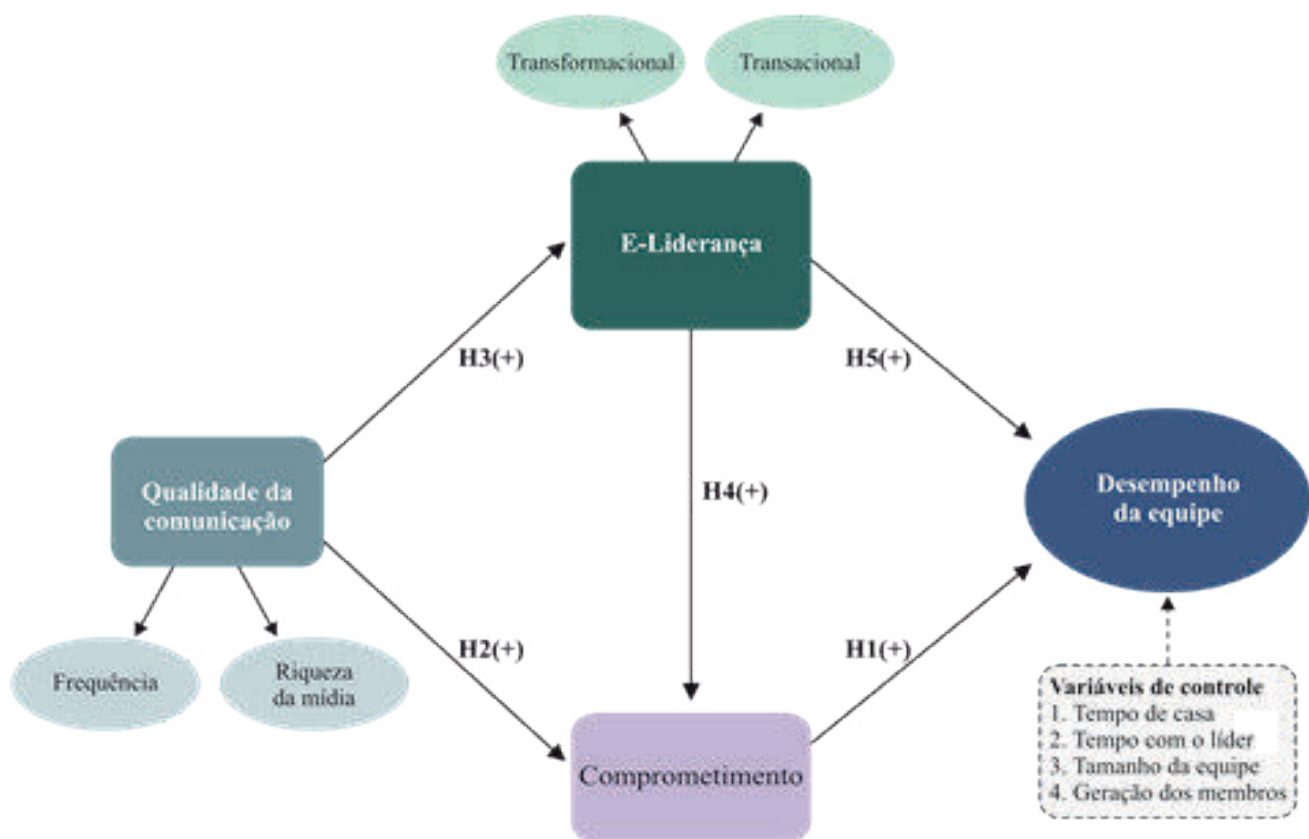 Transformacional
Transacional
E-Liderança
H3(+)
H5(+)
Qualidade da
comunicação
H4(+)
Desempenho
da equipe
Frequência
Riqueza
da mídia
H2(+)
H1(+)
Comprometimento
Variáveis de controle
1. Tempo de casa
2. Tempo com o líder
3. Tamanho da equipe
4. Geração dos membros